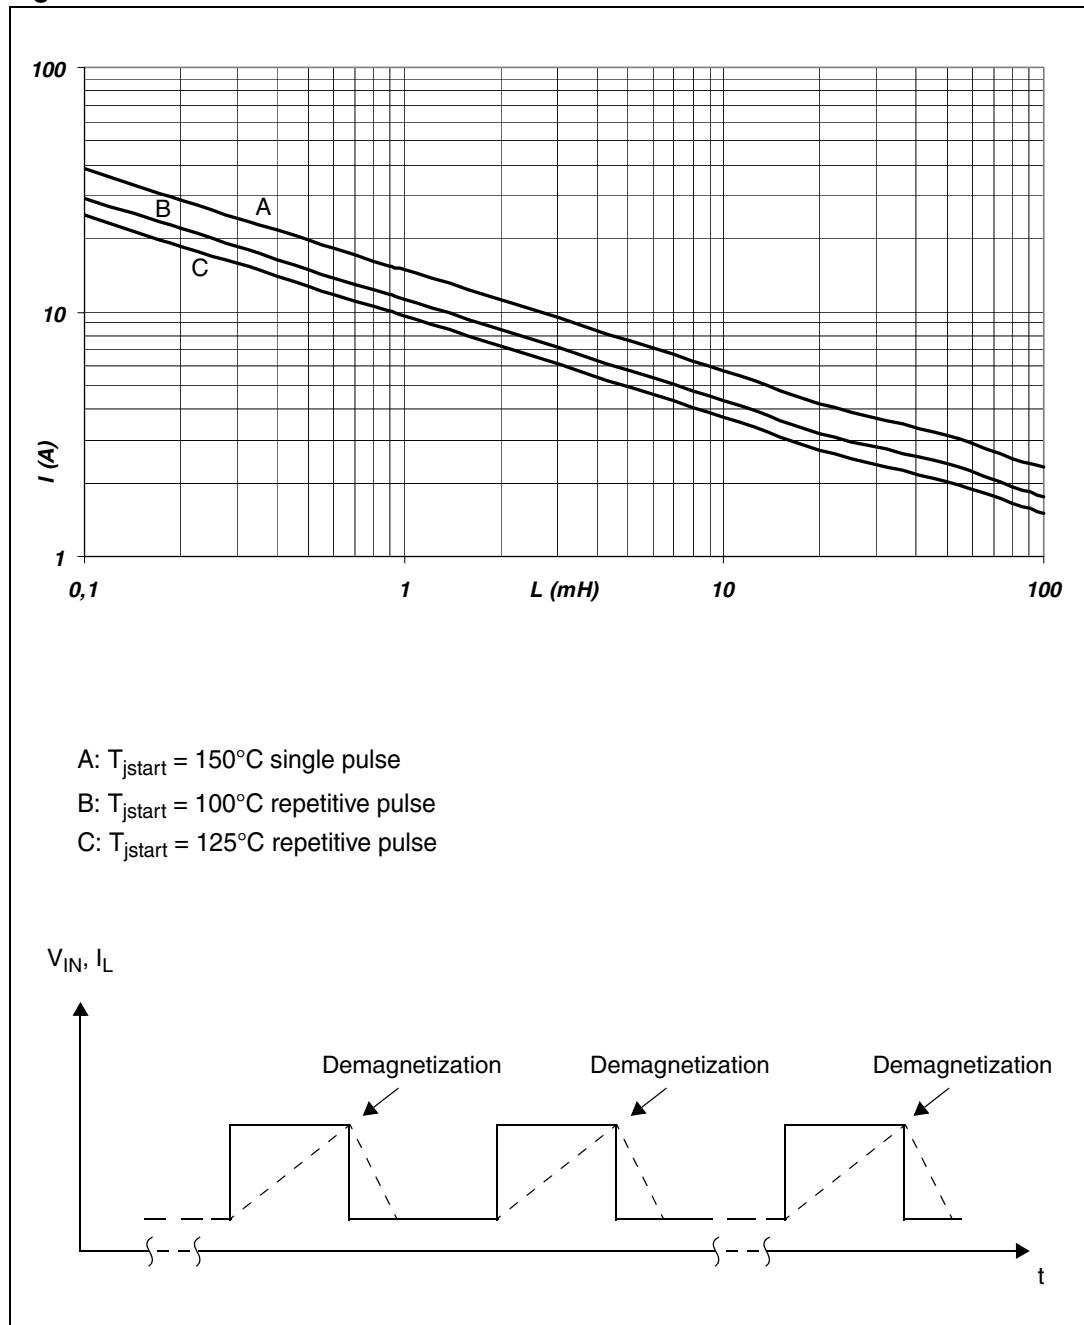 100
B
A
C
10
I (A)
1
0,1
1
L (mH)
10
100
A: Tjstart = 150°C single pulse
B: Tjstart = 100°C repetitive pulse
C: Tjstart = 125°C repetitive pulse
VIN, IL
Demagnetization
Demagnetization
Demagnetization
t